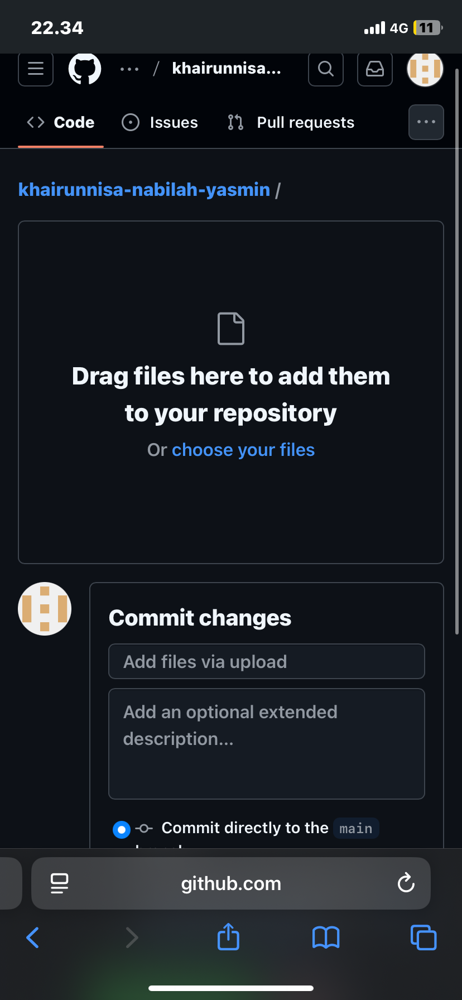 22.34
4G
11
... / khairunnisa...
Code
Issues
Pull requests
...
khairunnisa-nabilah-yasmin /
Drag files here to add them
to your repository
Or choose your files
Commit changes
Add files via upload
Add an optional extended
description...
Commit directly to the main
github.com